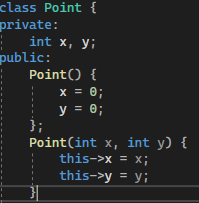 class Point {
private:
    int x, y;
public:
    Point() {
        x = 0;
        y = 0;
    };
    Point(int x, int y) {
        this->x = x;
        this->y = y;
    }